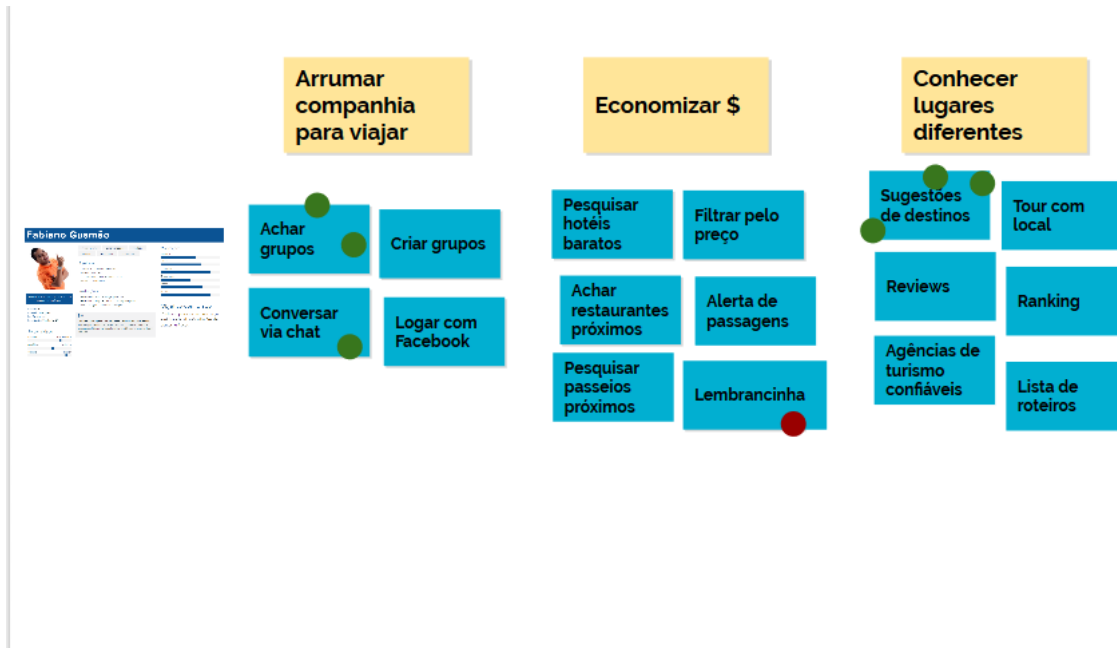 Arrumar
companhia
para viajar
Economizar $
Conhecer
lugares
diferentes
Fabiano Gusmão
Achar
grupos
Criar grupos
Conversar
via chat
Logar com
Facebook
Pesquisar
hotéis
baratos
Filtrar pelo
preço
Achar
restaurantes
próximos
Alerta de
passagens
Pesquisar
passeios
próximos
Lembrancinha
Sugestões
de destinos
Tour com
local
Reviews
Ranking
Agências de
turismo
confiáveis
Lista de
roteiros